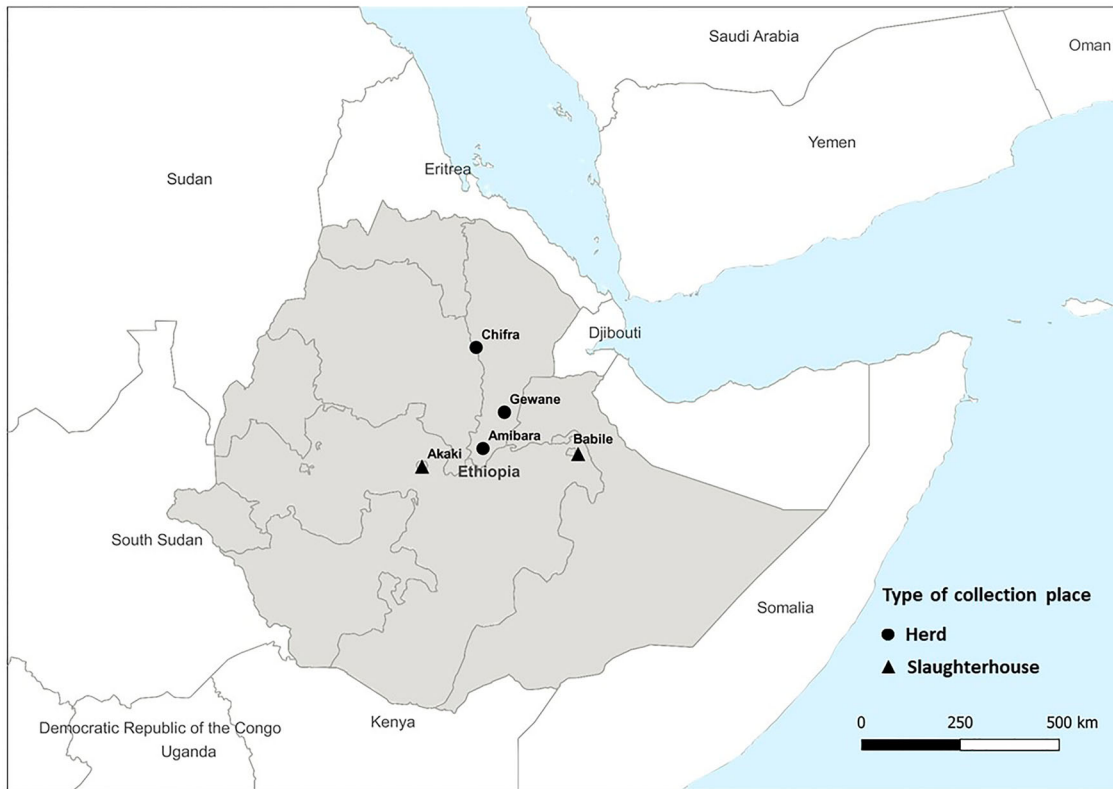 Saudi Arabia
Oman
Yemen
Eritrea
Sudan
Chifra
Djibouti
Gewane
Amibara
Babile
Akaki
Ethiopia
South Sudan
Somalia
Type of collection place
Herd
Slaughterhouse
Kenya
Democratic Republic of the Congo
Uganda
0 250 500 km